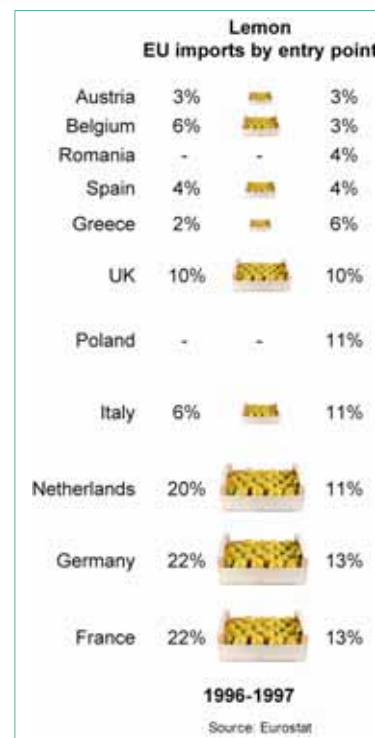 Lemon
EU imports by entry point
Austria 3% 3%
Belgium 6% 3%
Romania - - 4%
Spain 4% 4%
Greece 2% 6%
UK 10% 10%
Poland - - 11%
Italy 6% 11%
Netherlands 20% 11%
Germany 22% 13%
France 22% 13%
1996-1997
Source: Eurostat